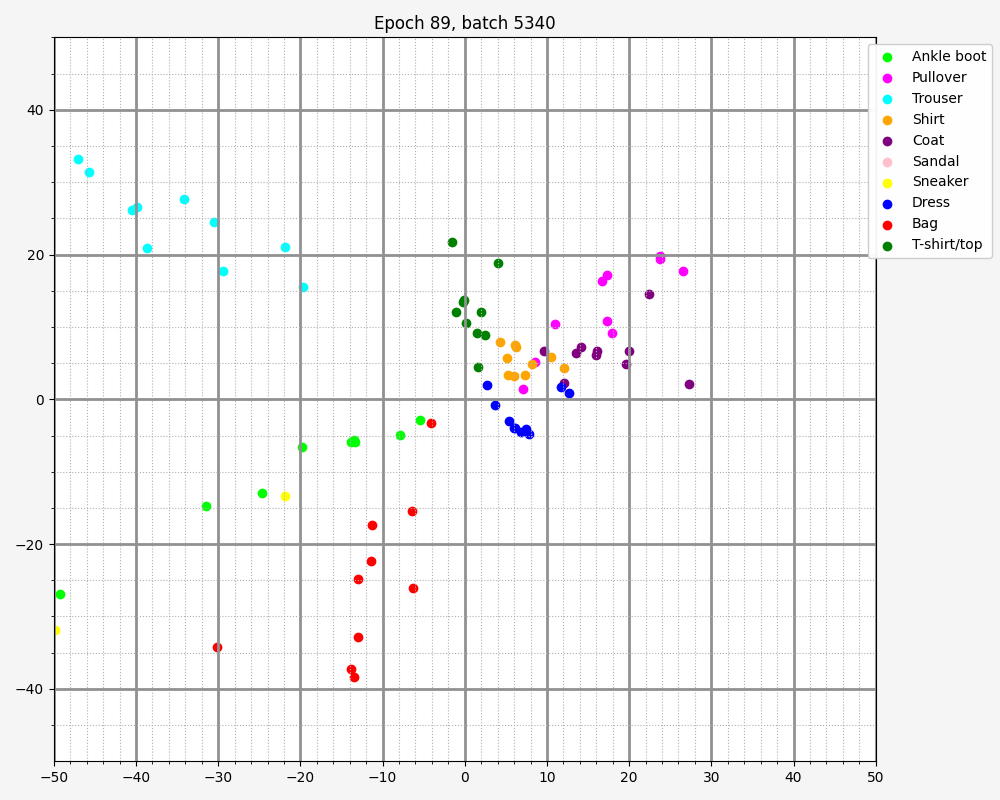 Epoch 89, batch 5340
Ankle boot
Pullover
Trouser
Shirt
Coat
Sandal
Sneaker
Dress
Bag
T-shirt/top
40
20
0
−20
−40
−50 −40 −30 −20 −10 0 10 20 30 40 50